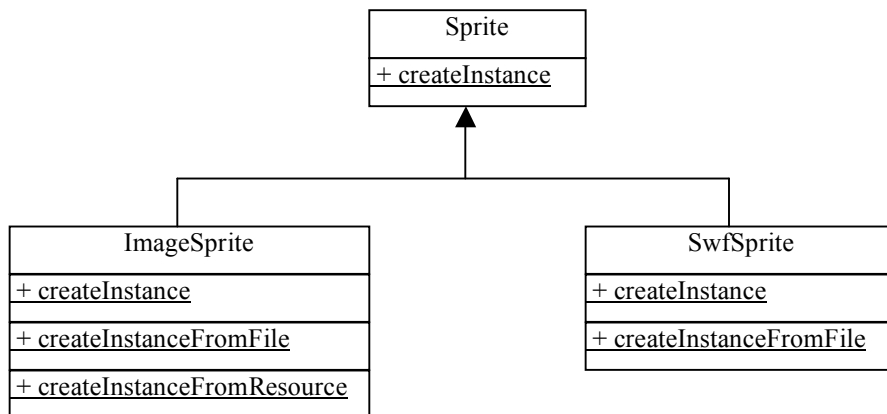 Sprite
+ createInstance
ImageSprite
+ createInstance
+ createInstanceFromFile
+ createInstanceFromResource
SwfSprite
+ createInstance
+ createInstanceFromFile